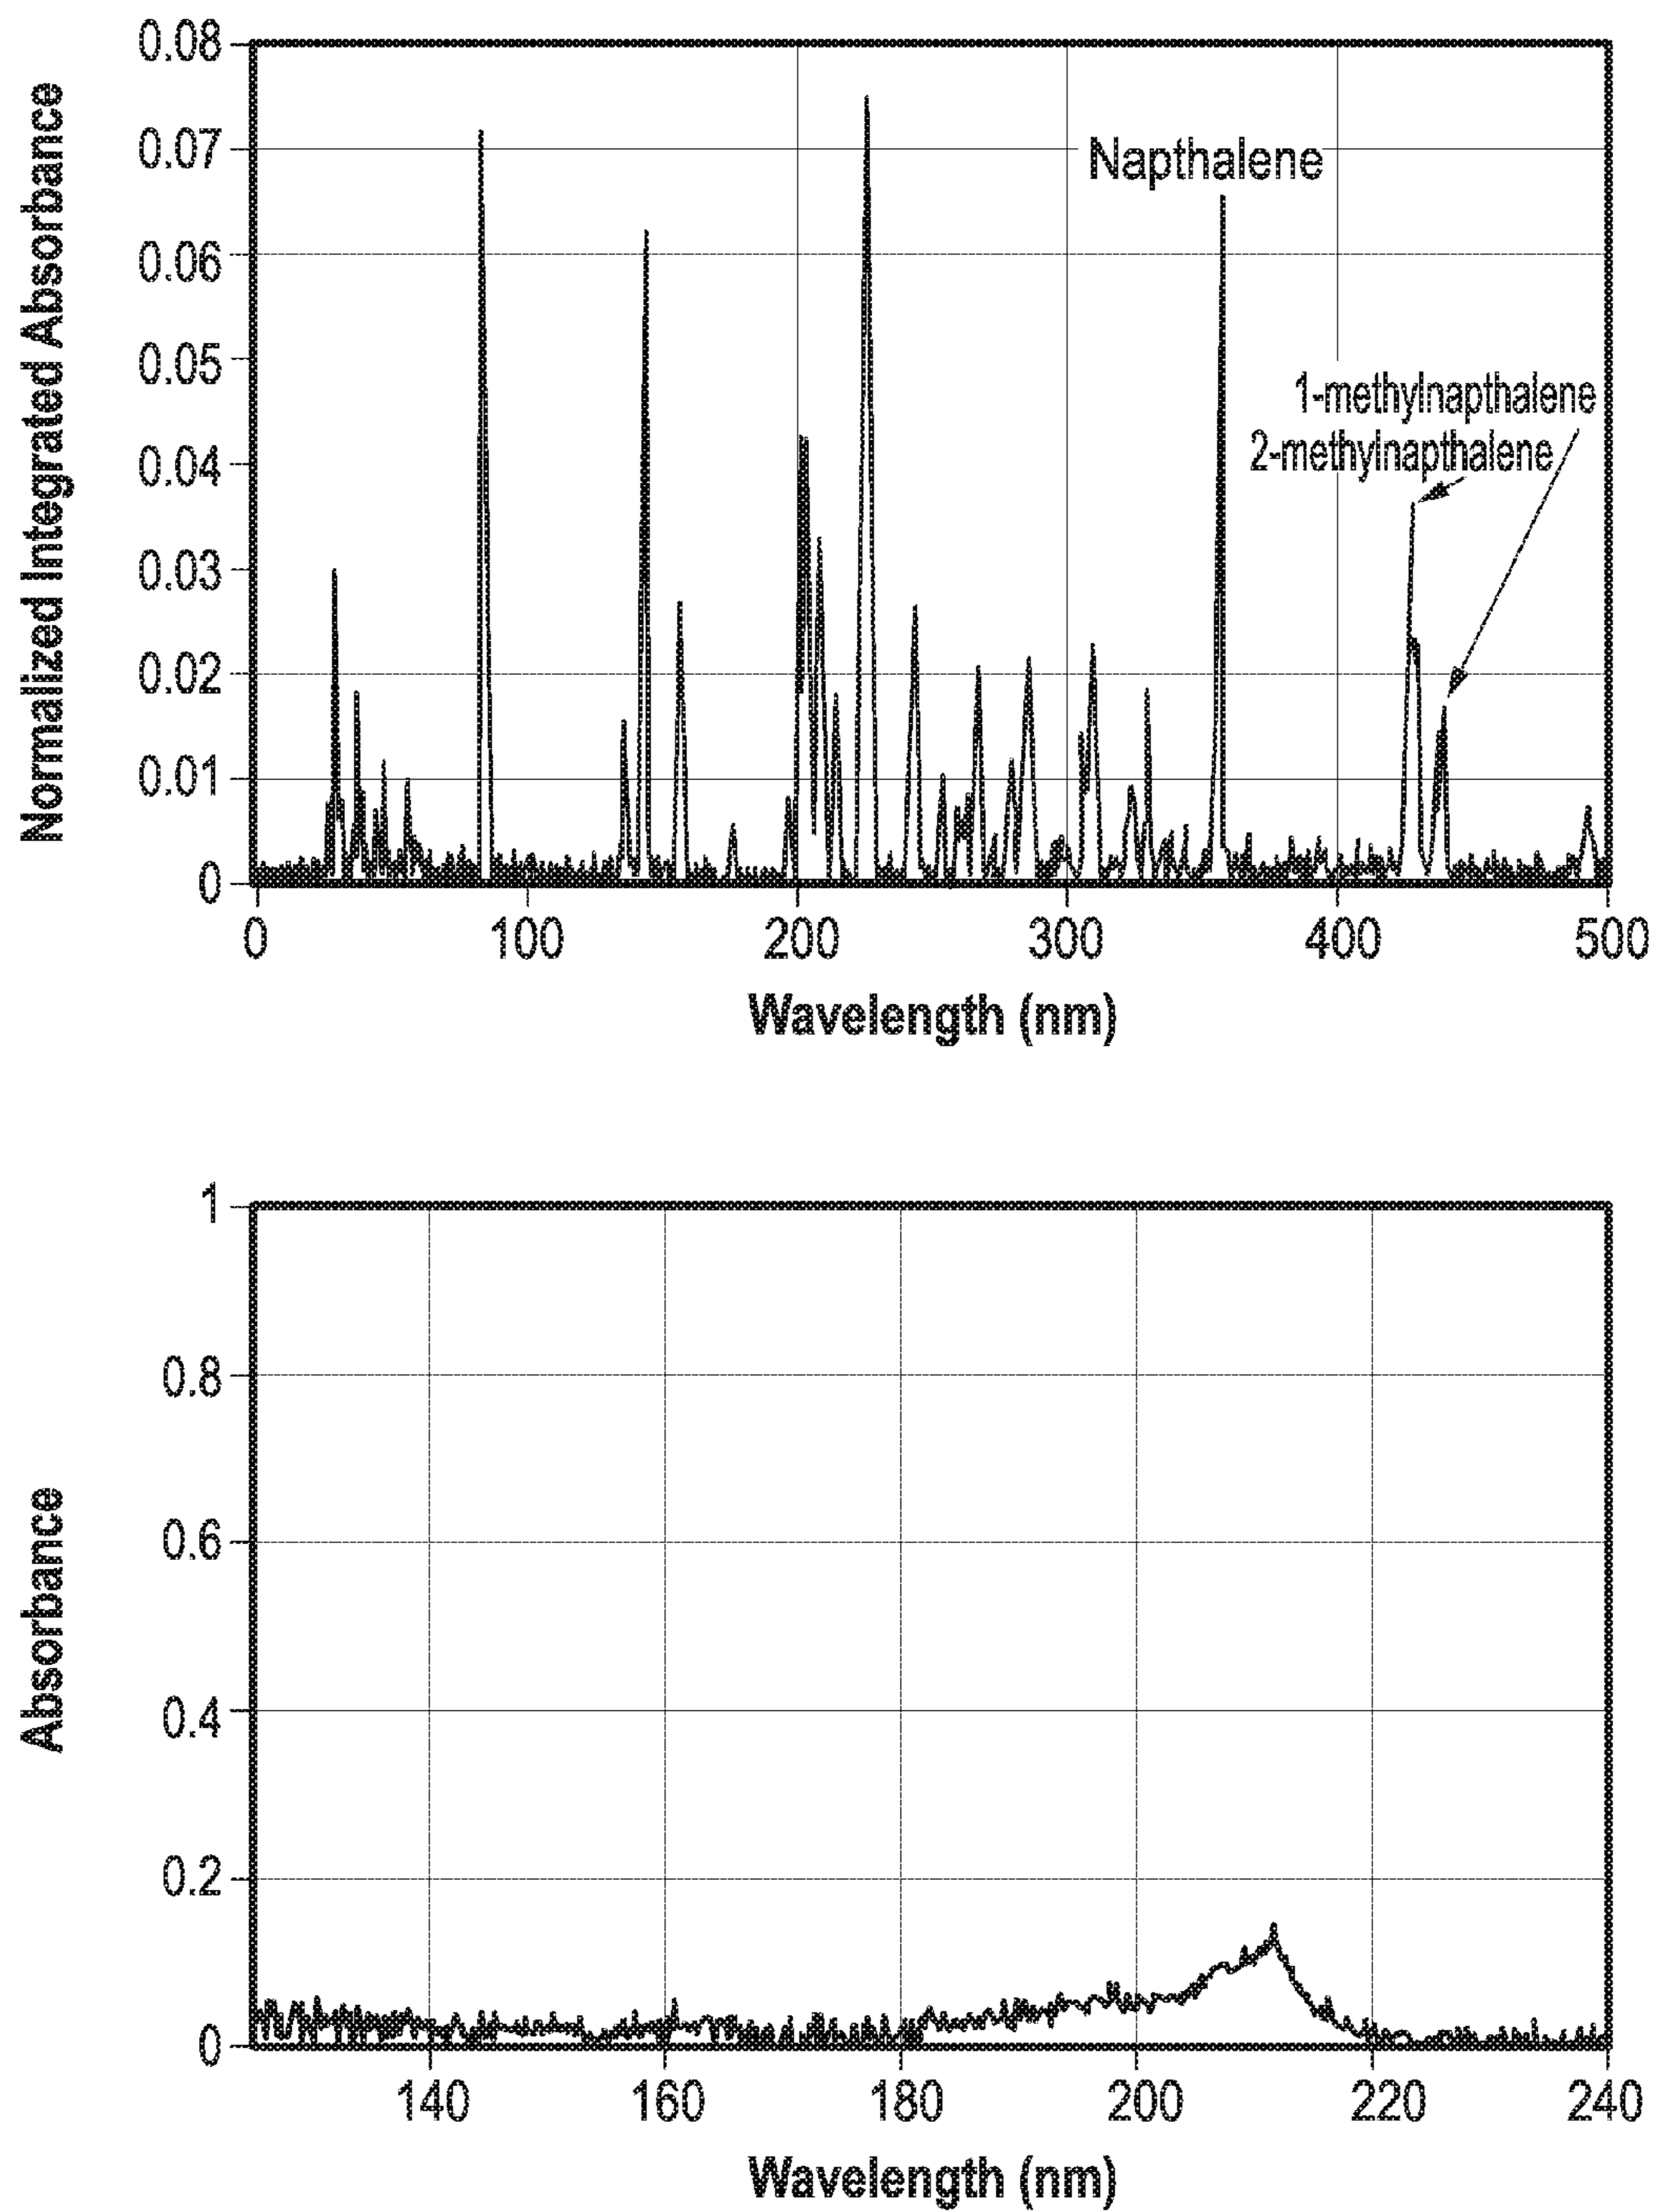 Normalized Integrated Absorbance
0.08
0.07
0.06
0.05
0.04
0.03
0.02
0.01
0
Napthalene
1-methylnapthalene
2-methylnapthalene
0 100 200 300 400 500
Wavelength (nm)
Absorbance
1
0.8
0.6
0.4
0.2
0
140 160 180 200 220 240
Wavelength (nm)